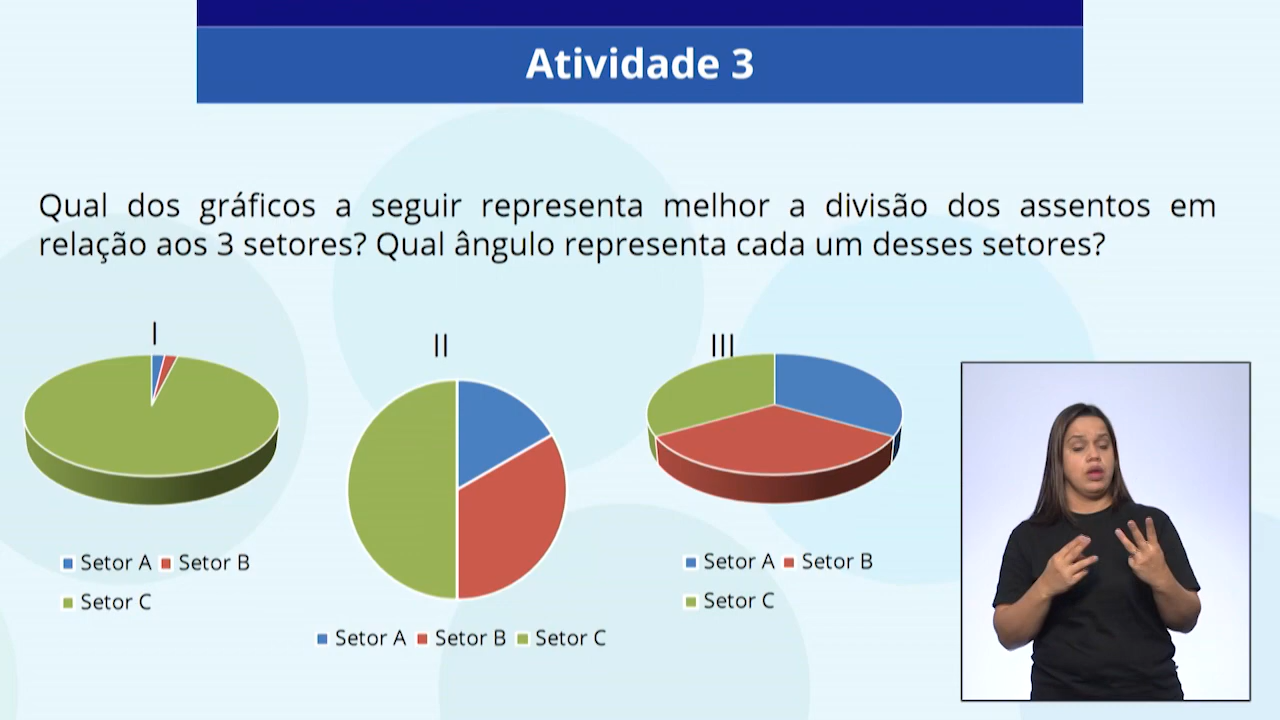 Atividade 3
Qual dos gráficos a seguir representa melhor a divisão dos assentos em
relação aos 3 setores? Qual ângulo representa cada um desses setores?
I
II
III
Setor A Setor B
Setor C
Setor A Setor B Setor C
Setor A Setor B
Setor C